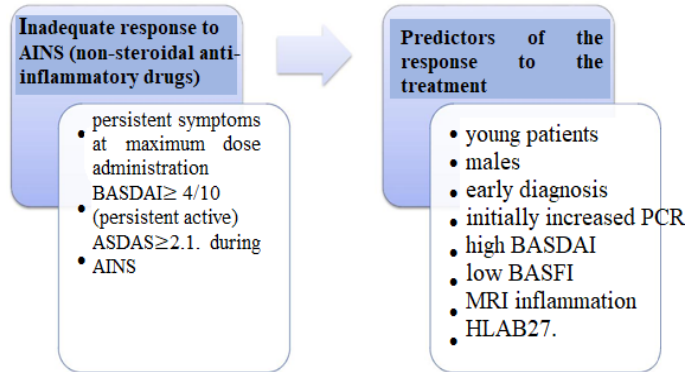 Inadequate response to
AINS (non-steroidal anti-
inflammatory drugs)
• persistent symptoms
at maximum dose
administration
BASDAI≥ 4/10
• (persistent active)
ASDAS≥2.1. during
• AINS
Predictors of the
response to the
treatment
• young patients
• males
• early diagnosis
• initially increased PCR
• high BASDAI
• low BASFI
• MRI inflammation
• HLAB27.